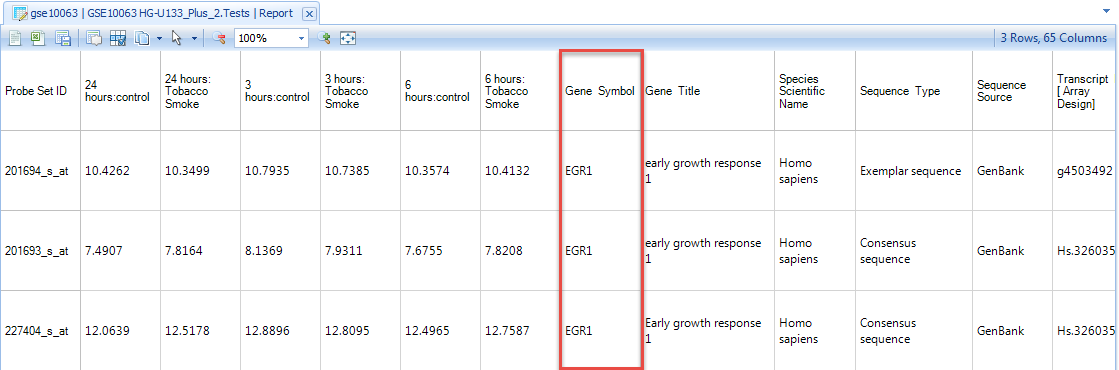 gse10063 | GSE10063 HG-U133_Plus_2.Tests | Report
100%
3 Rows, 65 Columns
Probe Set ID
24 hours:control
24 hours: Tobacco Smoke
3 hours:control
3 hours: Tobacco Smoke
6 hours:control
6 hours: Tobacco Smoke
Gene Symbol
Gene Title
Species Scientific Name
Sequence Type
Sequence Source
Transcript [ Array Design]
201694_s_at 10.4262 10.3499 10.7935 10.7385 10.3574 10.4132 EGR1 early growth response 1 Homo sapiens Exemplar sequence GenBank g4503492
201693_s_at 7.4907 7.8164 8.1369 7.9311 7.6755 7.8208 EGR1 early growth response 1 Homo sapiens Consensus sequence GenBank Hs.326035
227404_s_at 12.0639 12.5178 12.8896 12.8095 12.4965 12.7587 EGR1 Early growth response 1 Homo sapiens Consensus sequence GenBank Hs.326035